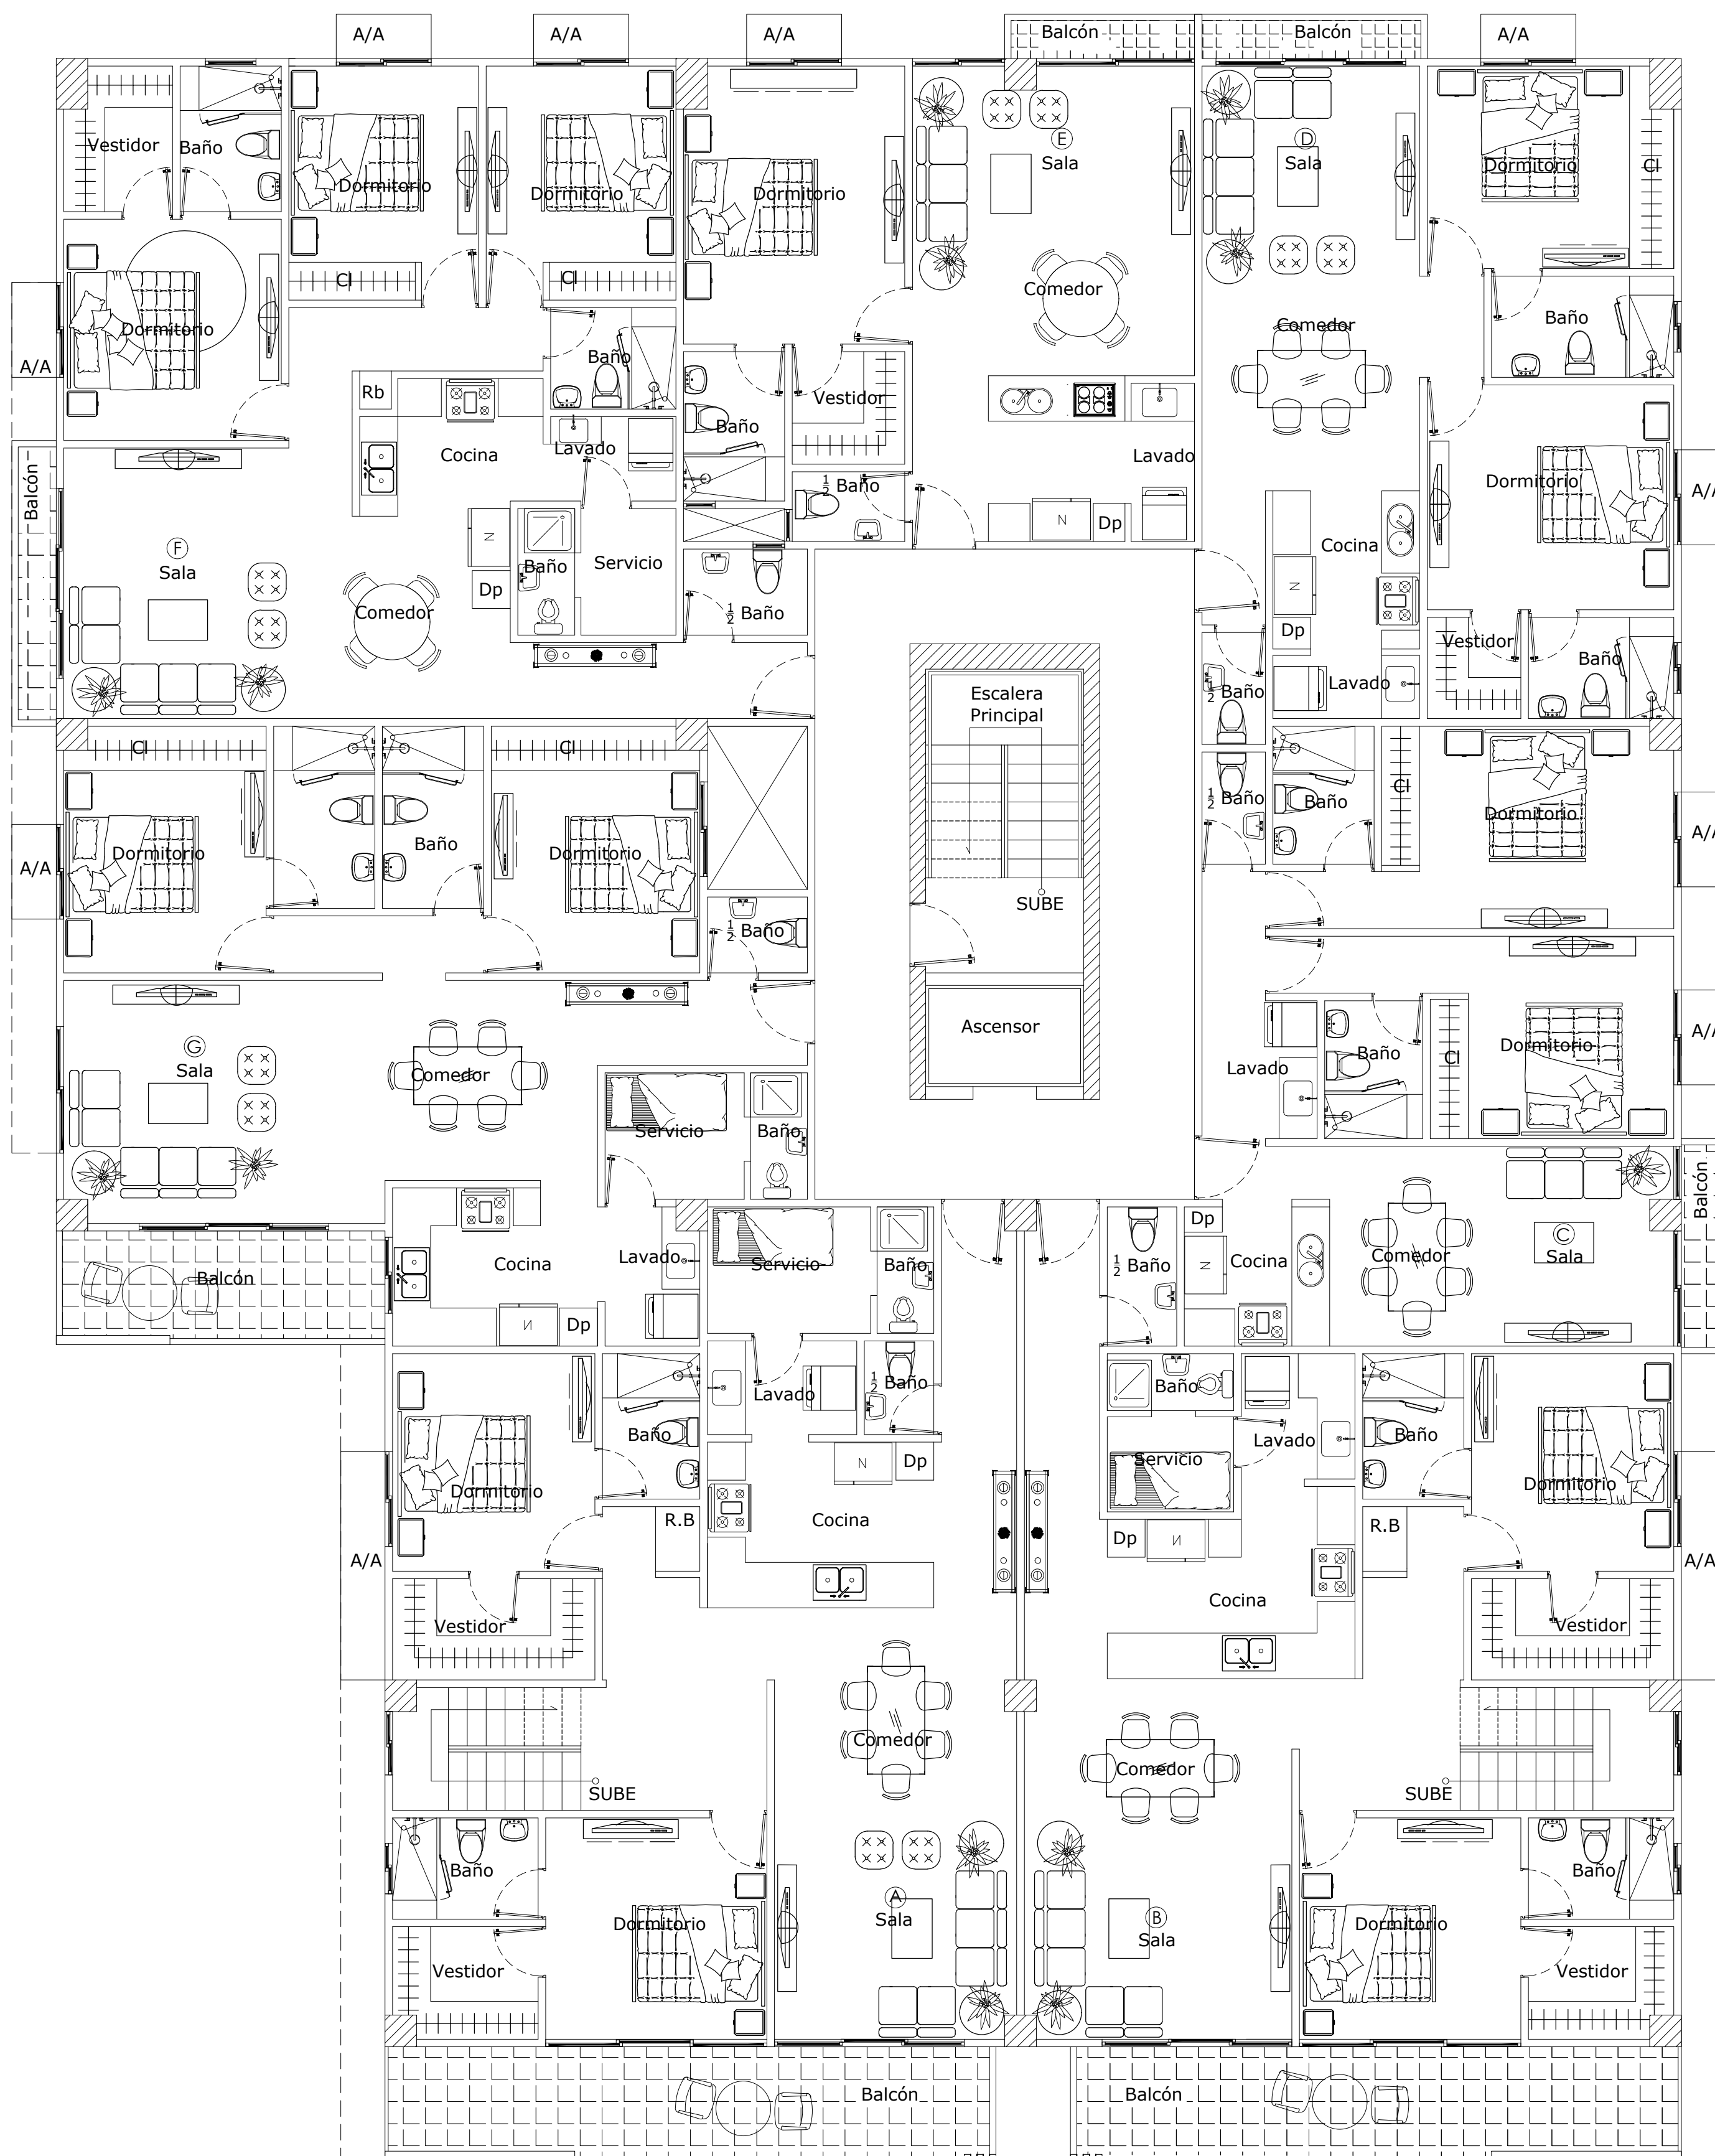 A/A
A/A
A/A
Balcón
Balcón
A/A
Vestidor
Baño
Dormitorio
Dormitorio
Dormitorio
E
Sala
D
Sala
Dormitorio
Cl
Cl
Cl
Comedor
Dormitorio
Comedor
Baño
A/A
Baño
Rb
Vestidor
Baño
Cocina
Lavado
Lavado
Dormitorio
Balcón
1/2 Baño
A/A
N
N
Dp
F
Sala
Baño
Servicio
Cocina
N
Dp
Comedor
1/2 Baño
Dp
Vestidor
Baño
Escalera
Principal
1/2 Baño
Lavado
Cl
Cl
Cl
1/2 Baño
Baño
Dormitorio
A/A
Dormitorio
Baño
Dormitorio
A/A
SUBE
1/2 Baño
Ascensor
A/A
G
Sala
Comedor
Lavado
Baño
Cl
Dormitorio
Servicio
Baño
Balcón
Dp
C
Sala
Cocina
Lavado
Servicio
Baño
1/2 Baño
N
Cocina
Comedor
Balcón
N
Dp
Lavado
1/2 Baño
Baño
Baño
Lavado
Baño
Dormitorio
N
Dp
Servicio
Dormitorio
R.B
Cocina
Dp
N
R.B
A/A
A/A
Cocina
Vestidor
Vestidor
Comedor
Comedor
SUBE
SUBE
Baño
Baño
A
Sala
B
Sala
Dormitorio
Dormitorio
Vestidor
Vestidor
Balcón
Balcón